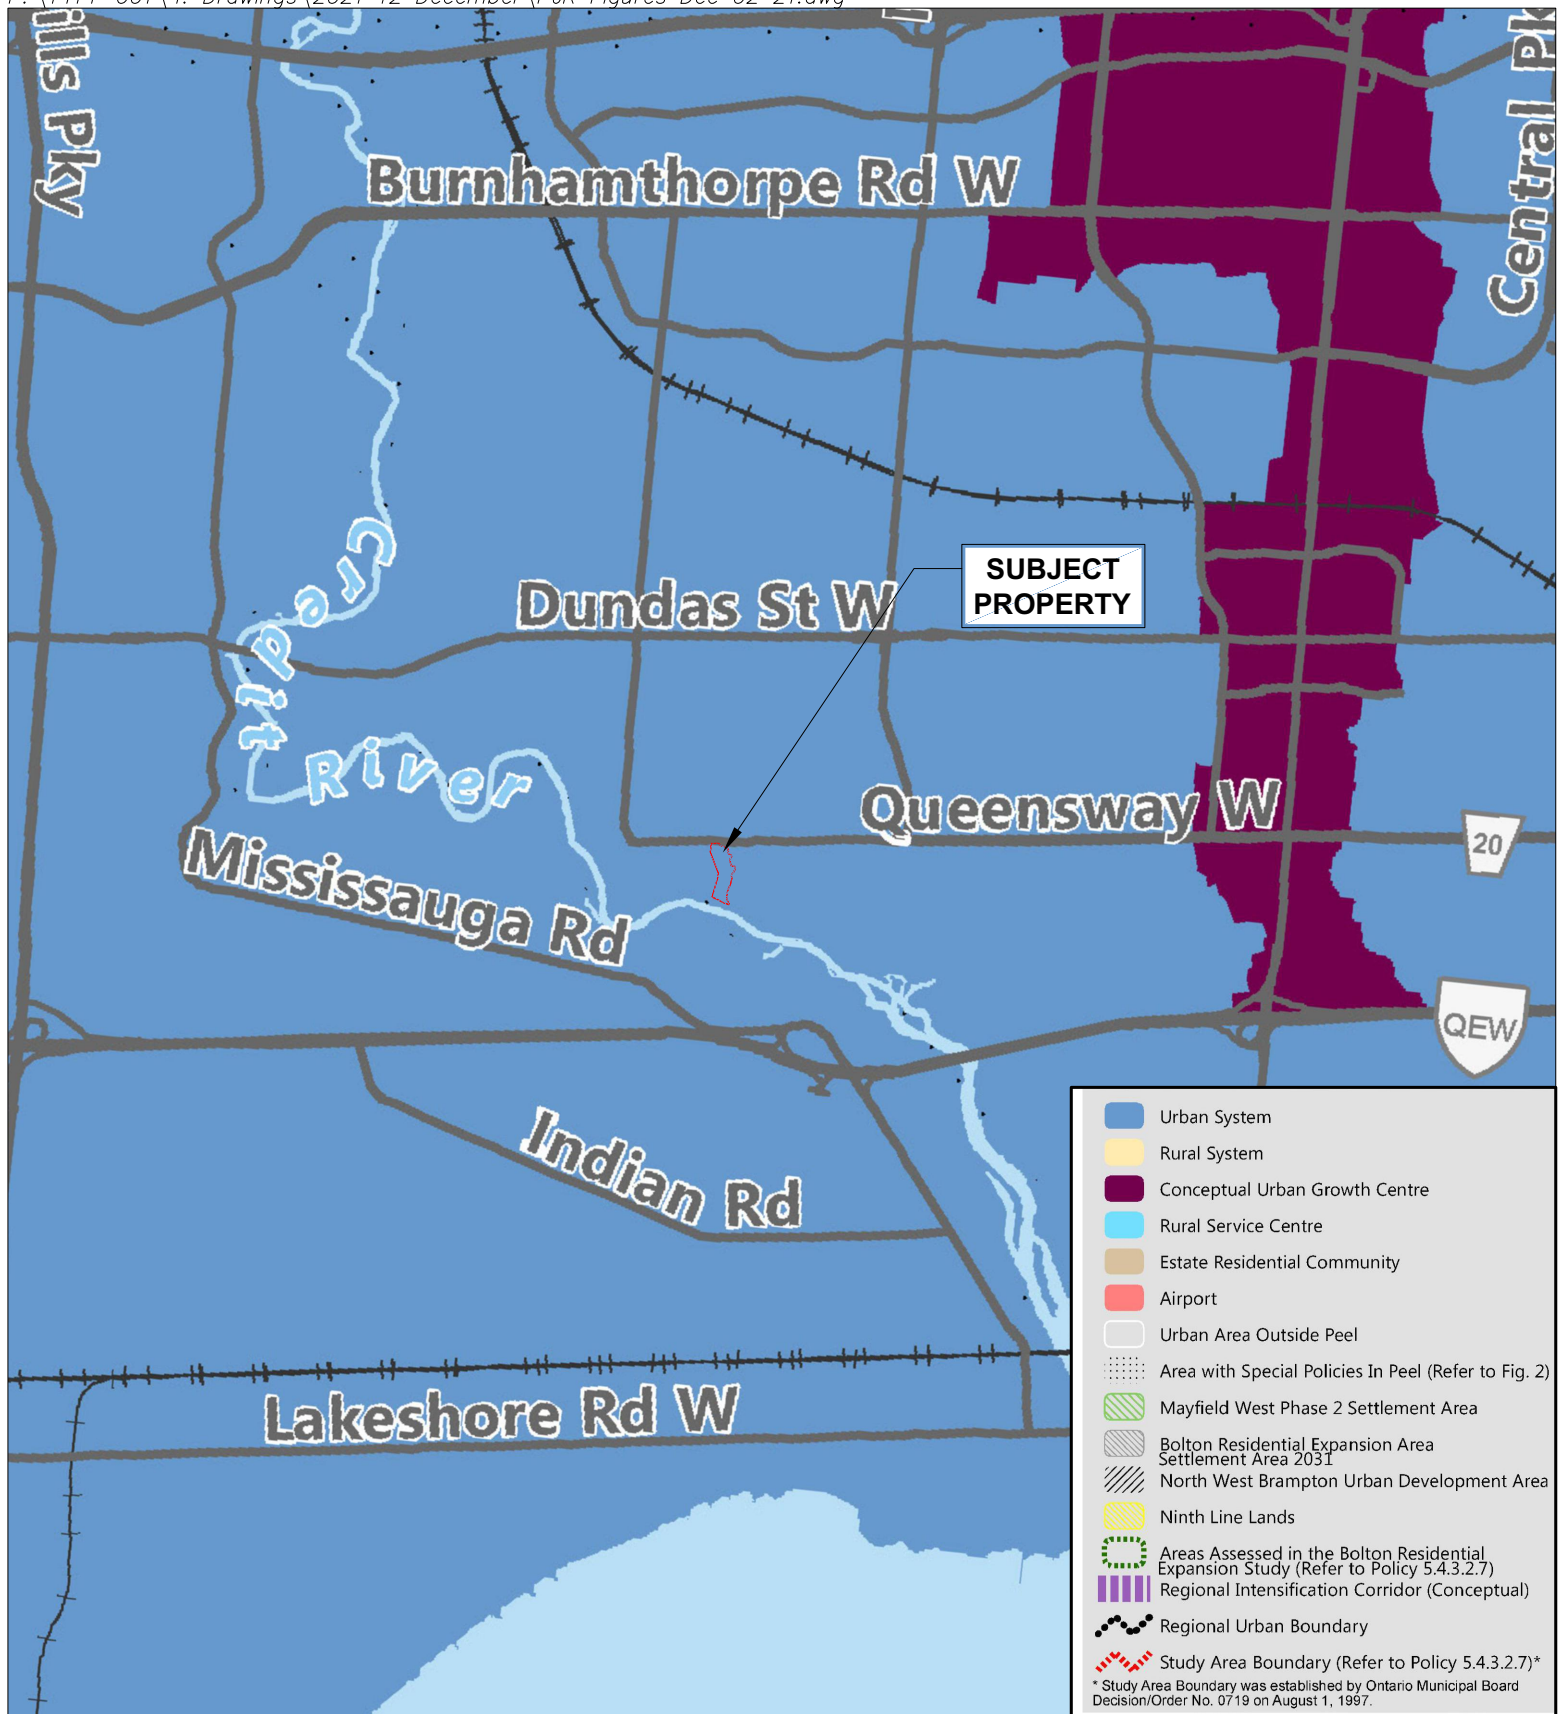 ills Pky
Burnhamthorpe Rd W
Central Pk
SUBJECT
PROPERTY
Dundas St W
Credit
River
Queensway W
20
Mississauga Rd
QEW
Indian Rd
Lakeshore Rd W
Urban System
Rural System
Conceptual Urban Growth Centre
Rural Service Centre
Estate Residential Community
Airport
Urban Area Outside Peel
Area with Special Policies In Peel (Refer to Fig. 2)
Mayfield West Phase 2 Settlement Area
Bolton Residential Expansion Area
Settlement Area 2031
North West Brampton Urban Development Area
Ninth Line Lands
Areas Assessed in the Bolton Residential
Expansion Study (Refer to Policy 5.4.3.2.7)
Regional Intensification Corridor (Conceptual)
Regional Urban Boundary
Study Area Boundary (Refer to Policy 5.4.3.2.7)*
* Study Area Boundary was established by Ontario Municipal Board
Decision/Order No. 0719 on August 1, 1997.